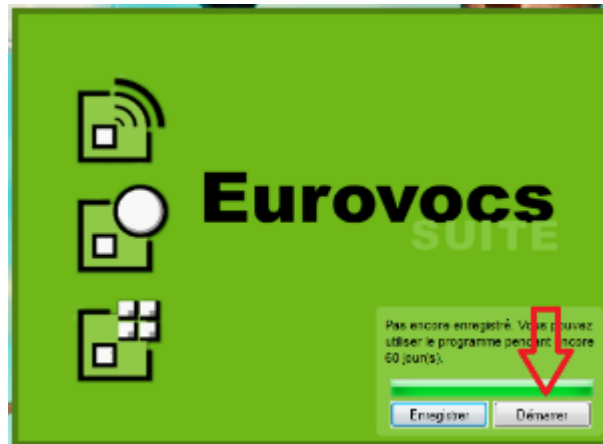 Eurovocs
SUITE
Pas encore enregistré. Vous pouvez
utiliser le programme pendant encore
60 jour(s).
Enregistrer
Démarrer